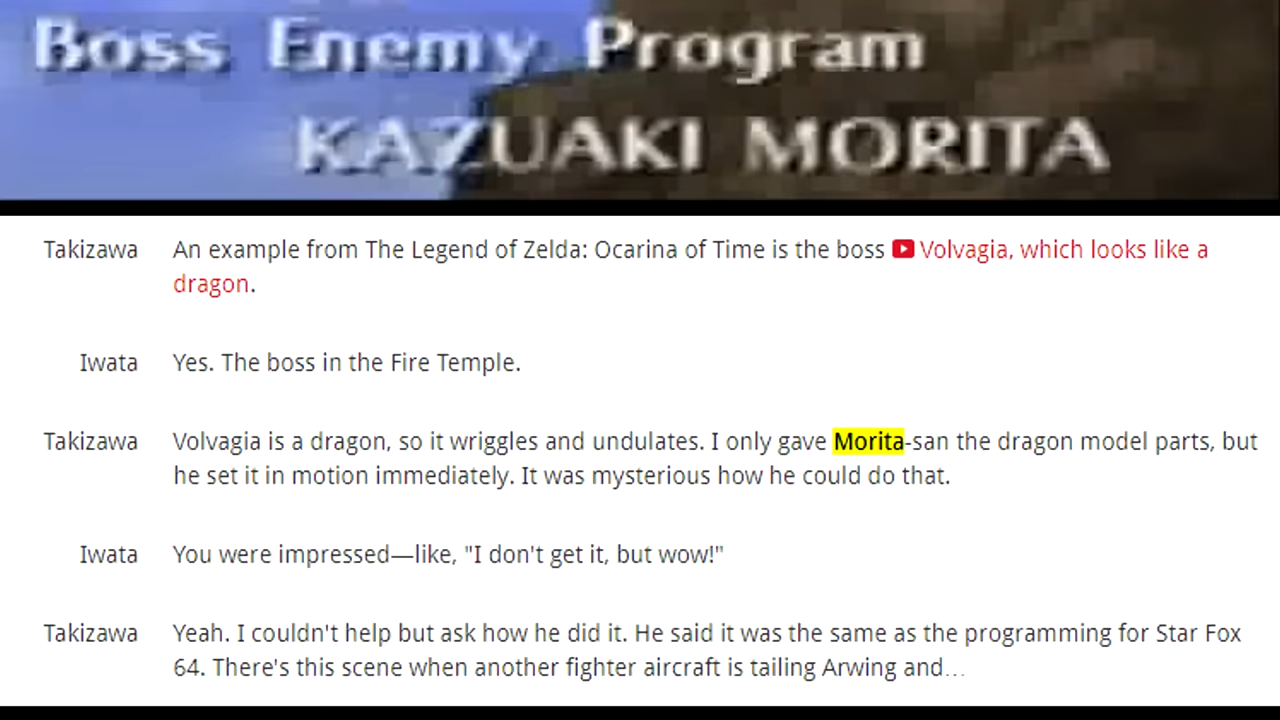 Boss Enemy Program
KAZUAKI MORITA
Takizawa An example from The Legend of Zelda: Ocarina of Time is the boss Volvagia, which looks like a
dragon.
Iwata Yes. The boss in the Fire Temple.
Takizawa Volvagia is a dragon, so it wriggles and undulates. I only gave Morita-san the dragon model parts, but
he set it in motion immediately. It was mysterious how he could do that.
Iwata You were impressed—like, "I don't get it, but wow!"
Takizawa Yeah. I couldn't help but ask how he did it. He said it was the same as the programming for Star Fox
64. There's this scene when another fighter aircraft is tailing Arwing and…